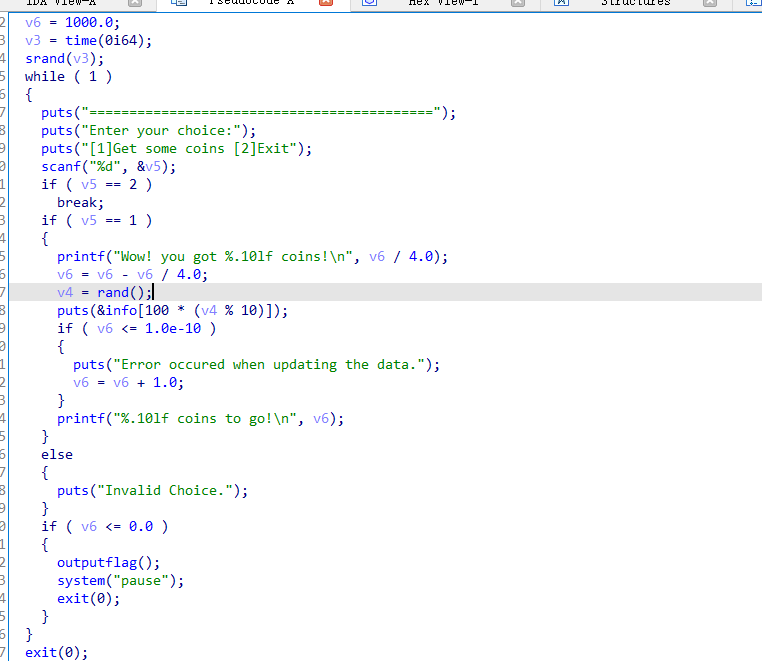 IDA View-A Pseudocode-A Hex View-1 Structures
2 v6 = 1000.0;
3 v3 = time(0i64);
4 srand(v3);
5 while ( 1 )
6 {
7 puts("===========================================");
8 puts("Enter your choice:");
9 puts("[1]Get some coins [2]Exit");
0 scanf("%d", &v5);
1 if ( v5 == 2 )
2 break;
3 if ( v5 == 1 )
4 {
5 printf("Wow! you got %.10lf coins!\n", v6 / 4.0);
6 v6 = v6 - v6 / 4.0;
7 v4 = rand();
8 puts(&info[100 * (v4 % 10)]);
9 if ( v6 <= 1.0e-10 )
0 {
1 puts("Error occured when updating the data.");
2 v6 = v6 + 1.0;
3 }
4 printf("%.10lf coins to go!\n", v6);
5 }
6 else
7 {
8 puts("Invalid Choice.");
9 }
0 if ( v6 <= 0.0 )
1 {
2 outputflag();
3 system("pause");
4 exit(0);
5 }
6 }
7 exit(0);